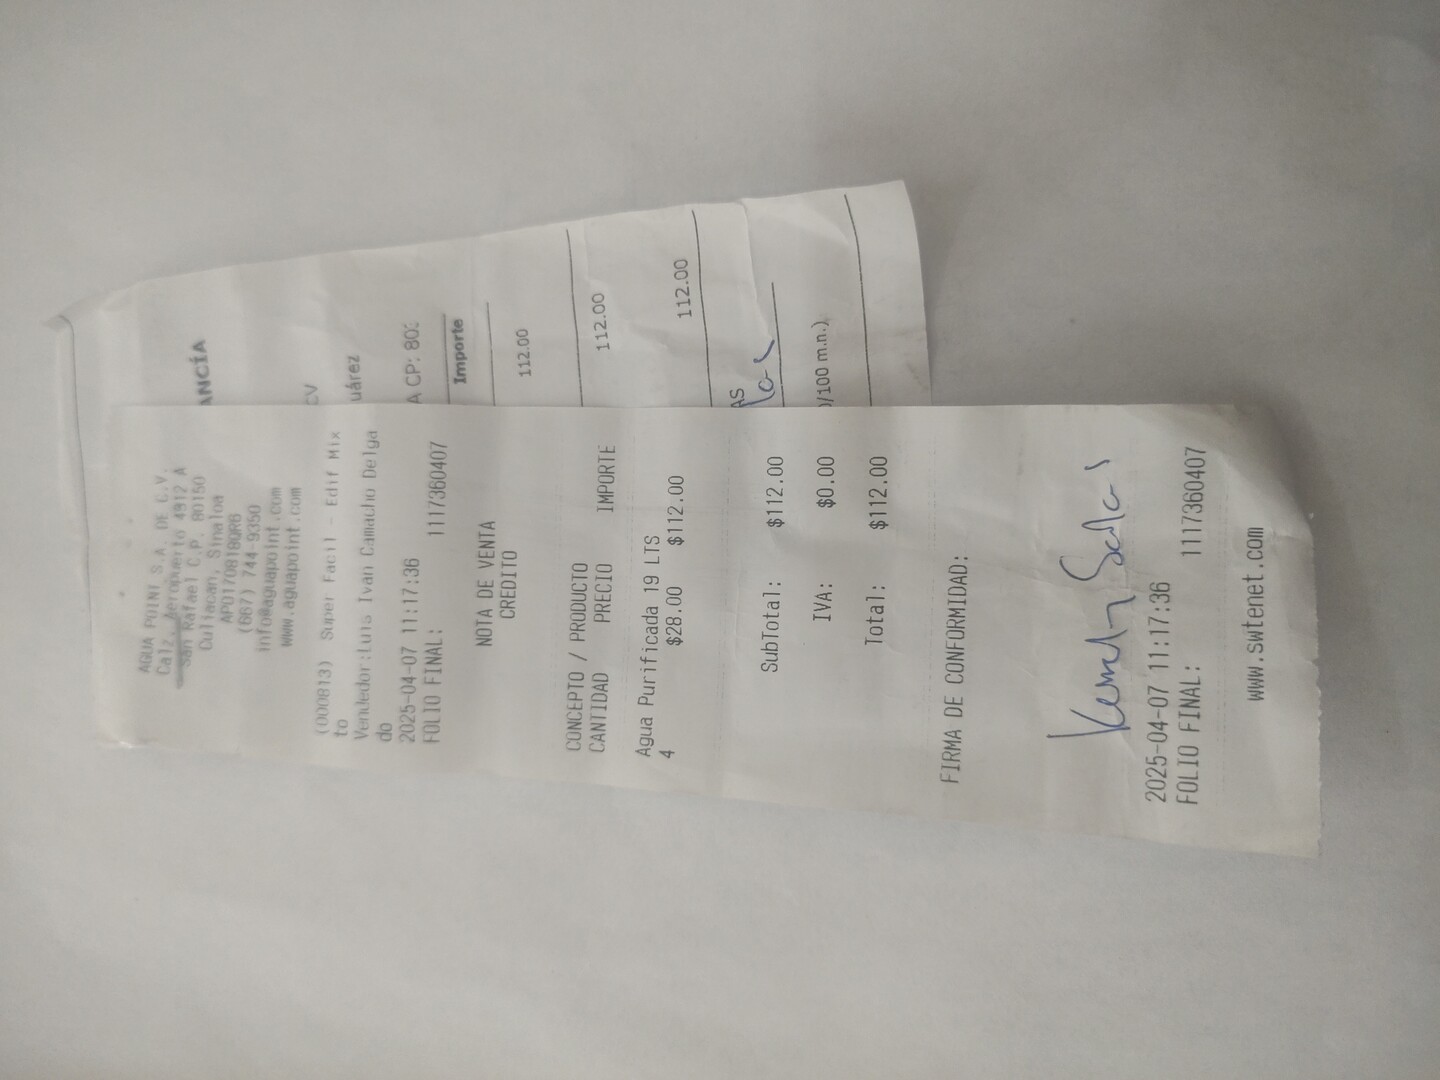 AGUA POINT S.A. DE C.V.
Calz. Aeropuerto 4912 A
San Rafael C.P. 80150
Culiacan, Sinaloa
APO170818QR6
(667) 744-9350
info@aguapoint.com
www.aguapoint.com
(000813) Super Facil - Edif Mix
to
Vendedor:Luis Ivan Camacho Delga
do
2025-04-07 11:17:36
FOLIO FINAL: 1117360407
NOTA DE VENTA
CREDITO
CONCEPTO / PRODUCTO
CANTIDAD PRECIO IMPORTE
Agua Purificada 19 LTS
4 $28.00 $112.00
SubTotal: $112.00
IVA: $0.00
Total: $112.00
FIRMA DE CONFORMIDAD:
2025-04-07 11:17:36
FOLIO FINAL: 1117360407
www.swtenet.com
ANCÍA
CV
uárez
A CP: 80
Importe
112.00
112.00
112.00
AS
/100 m.n.)